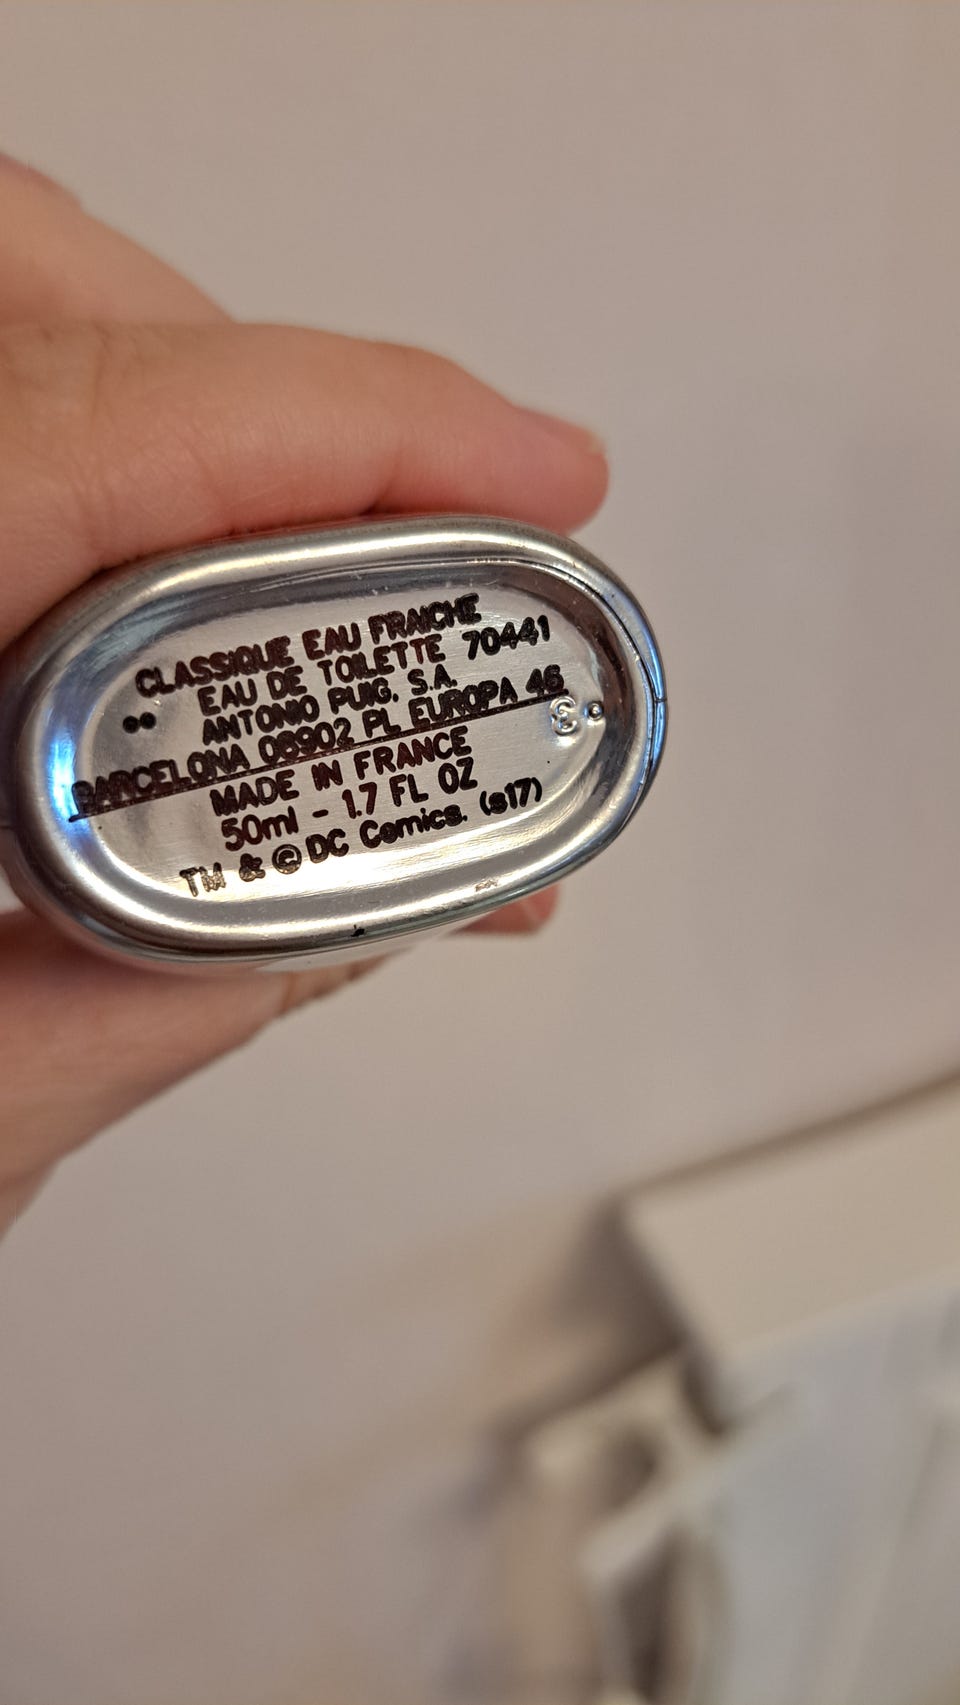 CLASSIQUE EAU FRAICHE
EAU DE TOILETTE 70441
ANTONIO PUIG, S.A.
BARCELONA 08902 PL EUROPA 46
MADE IN FRANCE
50ml - 1.7 FL OZ
TM & © DC Comics. (s17)
3